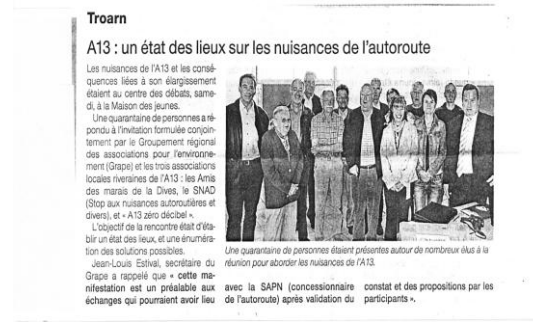 Troarn
A13 : un état des lieux sur les nuisances de l'autoroute
Les nuisances de l'A13 et les consé-
quences liées à son élargissement
étaient au centre des débats, same-
di, à la Maison des jeunes.
Une quarantaine de personnes a ré-
pondu à l'invitation formulée conjoin-
tement par le Groupement régional
des associations pour l'environne-
ment (Grape) et les trois associations
locales riveraines de l'A13 : les Amis
des marais de la Dives, le SNAD
(Stop aux nuisances autoroutières et
divers), et « A13 zéro décibel ».
L'objectif de la rencontre était d'éta-
blir un état des lieux, et une énuméra-
tion des solutions possibles.
Jean-Louis Estival, secrétaire du
Grape a rappelé que « cette ma-
nifestation est un préalable aux
échanges qui pourraient avoir lieu
Une quarantaine de personnes étaient présentes autour de nombreux élus à la
réunion pour aborder les nuisances de l'A13.
avec la SAPN (concessionnaire
de l'autoroute) après validation du
constat et des propositions par les
participants ».